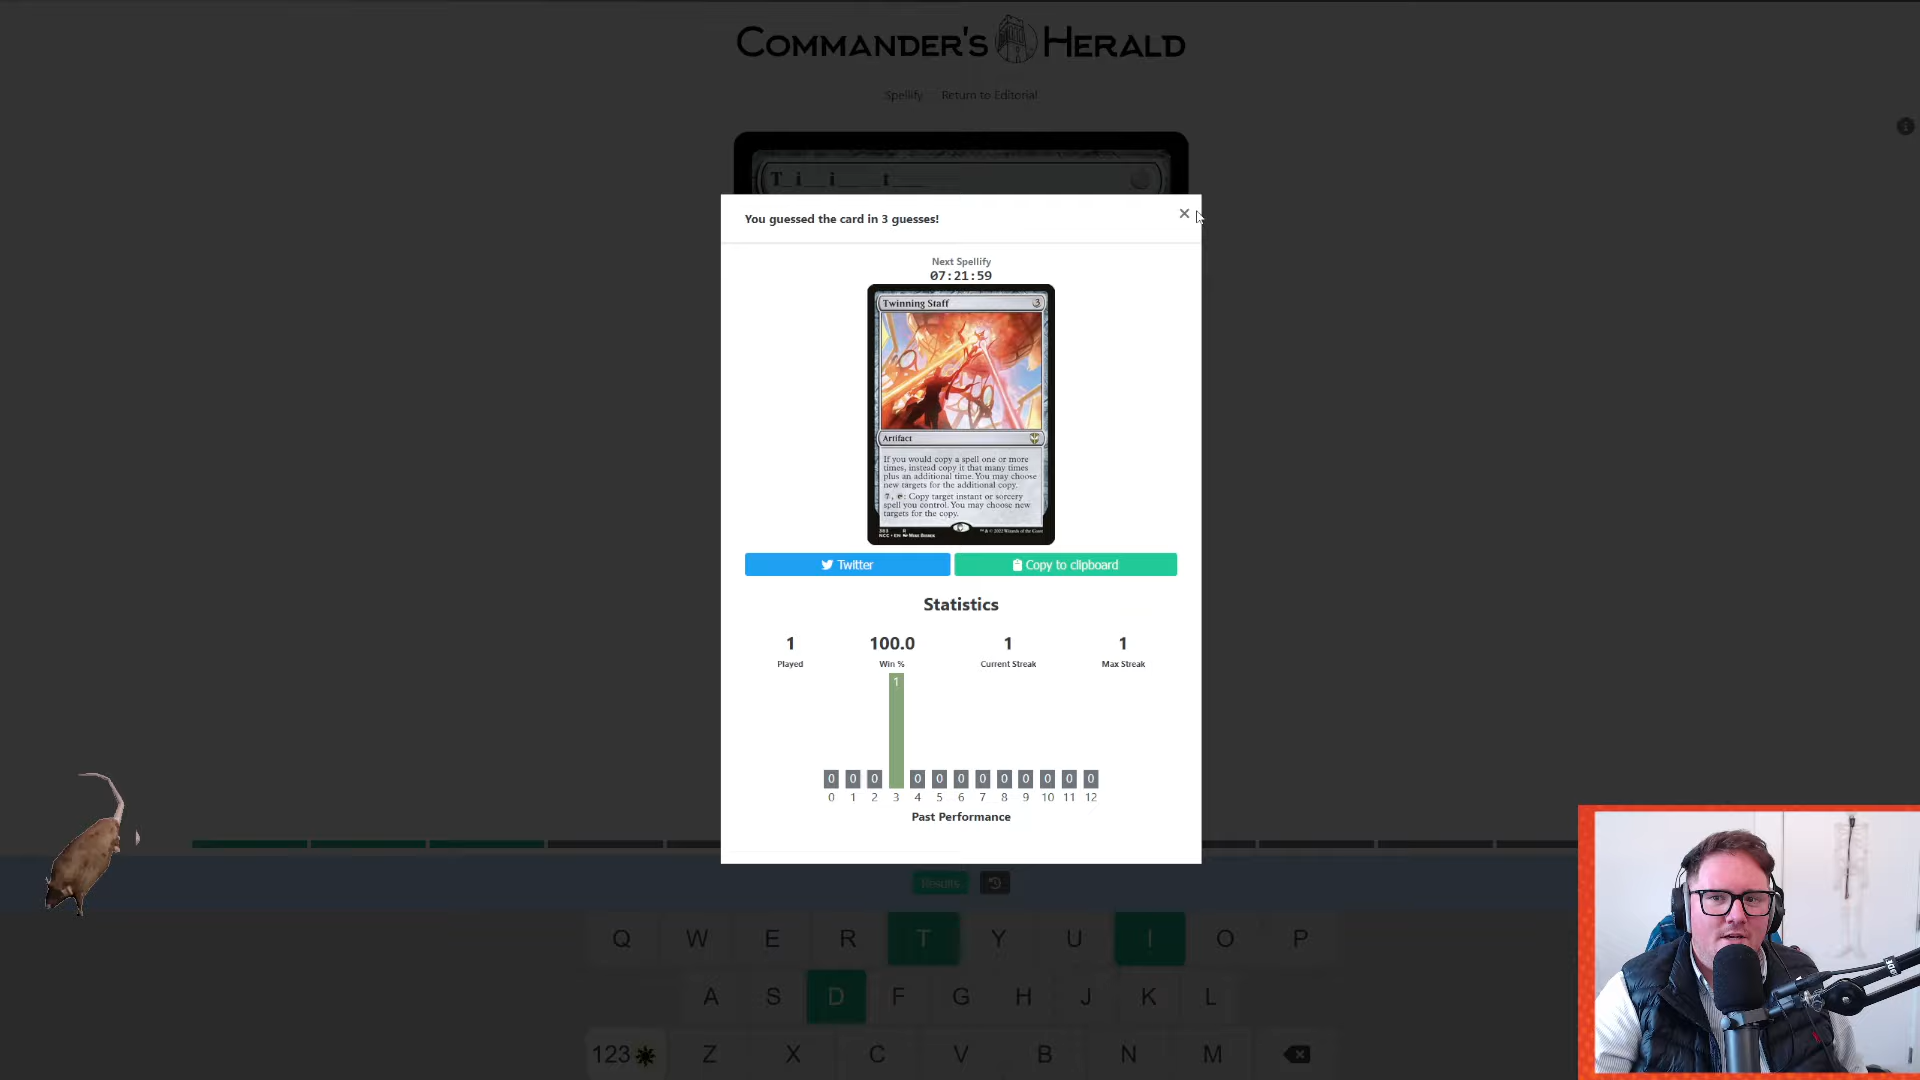 COMMANDER'S HERALD
Spellify Return to Editorial
T_i__i____ t
You guessed the card in 3 guesses!
Next Spellify
07:21:59
Twinning Staff 3
Artifact
If you would copy a spell one or more
times, instead copy it that many times
plus an additional time. You may choose
new targets for the additional copy.
7, T: Copy target instant or sorcery
spell you control. You may choose new
targets for the copy.
Twitter
Copy to clipboard
Statistics
1 100.0 1 1
Played Win % Current Streak Max Streak
1
0 0 0 0 0 0 0 0 0 0 0 0
0 1 2 3 4 5 6 7 8 9 10 11 12
Past Performance
Results
Q W E R T Y U I O P
A S D F G H J K L
123 Z X C V B N M